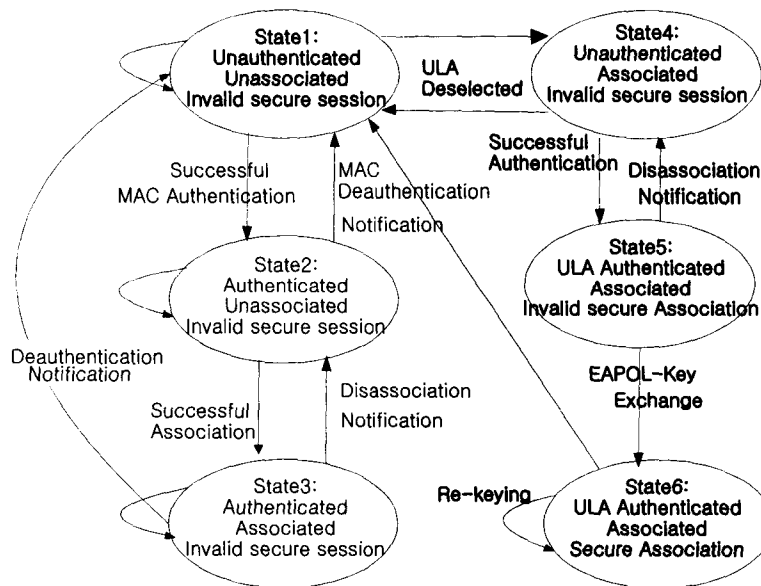 State1:
Unauthenticated
Unassociated
Invalid secure session
State4:
Unauthenticated
Associated
Invalid secure session
ULA
Deselected
Successful
MAC Authentication
MAC
Deauthentication
Notification
Successful
Authentication
Disassociation
Notification
State2:
Authenticated
Unassociated
Invalid secure session
State5:
ULA Authenticated
Associated
Invalid secure Association
Deauthentication
Notification
Successful
Association
Disassociation
Notification
EAPOL-Key
Exchange
State3:
Authenticated
Associated
Invalid secure session
Re-keying
State6:
ULA Authenticated
Associated
Secure Association